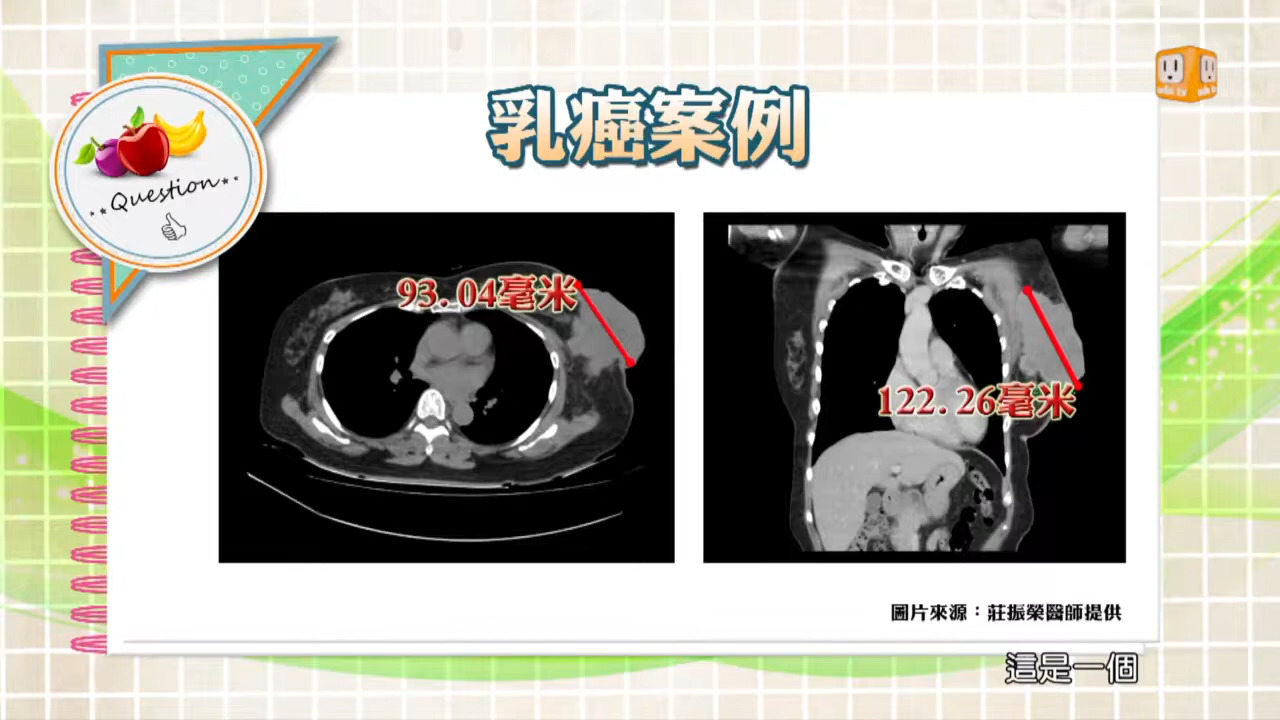 乳癌案例
Question
93.04毫米
122.26毫米
圖片來源：莊振榮醫師提供
這是一個